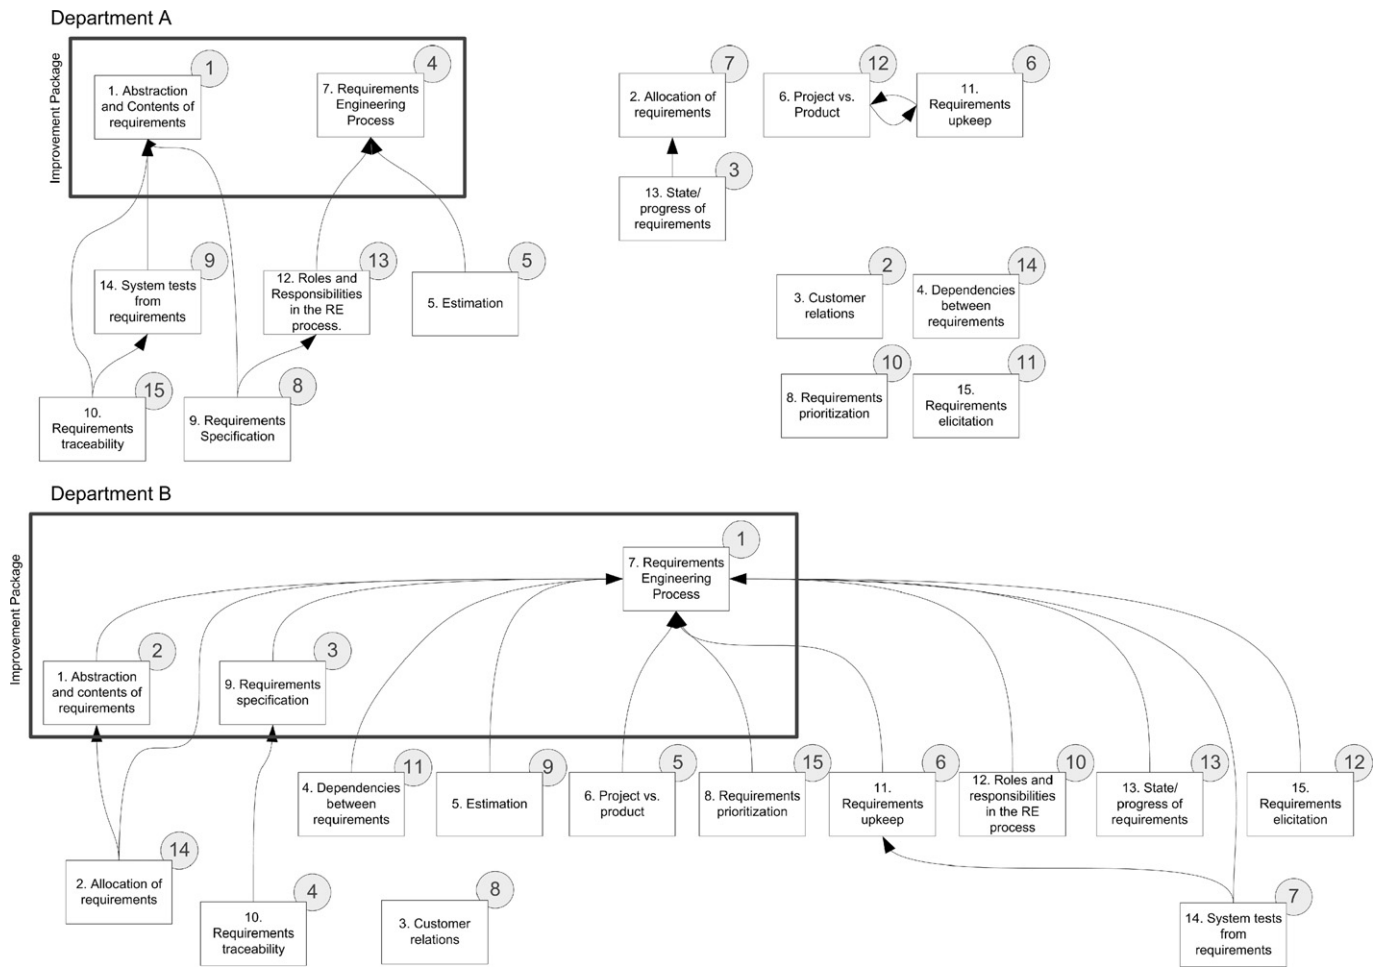 Department A
Improvement Package
1
1. Abstraction
and Contents of
requirements
4
7. Requirements
Engineering
Process
7
2. Allocation of
requirements
12
6. Project vs.
Product
6
11.
Requirements
upkeep
3
13. State/
progress of
requirements
9
14. System tests
from
requirements
13
12. Roles and
Responsibilities
in the RE
process.
5
5. Estimation
2
3. Customer
relations
14
4. Dependencies
between
requirements
15
10.
Requirements
traceability
8
9. Requirements
Specification
10
8. Requirements
prioritization
11
15.
Requirements
elicitation
Department B
Improvement Package
1
7. Requirements
Engineering
Process
2
1. Abstraction
and contents of
requirements
3
9. Requirements
specification
11
4. Dependencies
between
requirements
9
5. Estimation
5
6. Project vs.
product
15
8. Requirements
prioritization
6
11.
Requirements
upkeep
10
12. Roles and
responsibilities
in the RE
process
13
13. State/
progress of
requirements
12
15.
Requirements
elicitation
14
2. Allocation of
requirements
4
10.
Requirements
traceability
8
3. Customer
relations
7
14. System tests
from
requirements